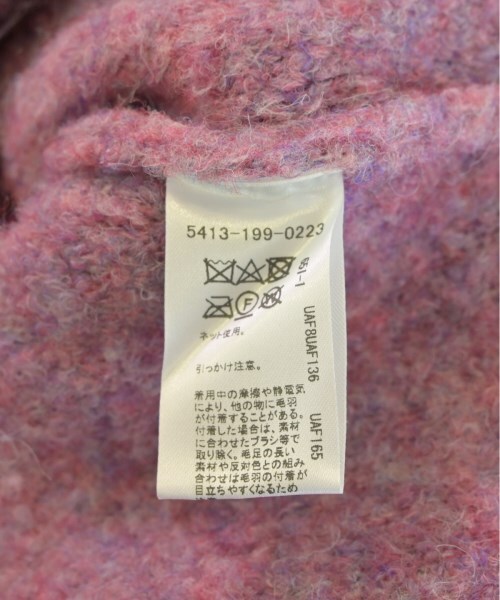 5413-199-0223
51-1
F
W
ネット使用。
引っかけ注意。
着用中の摩擦や静電気
により、他の物に毛羽
が付着することがある。
付着した場合は、素材
に合わせたブラシ等で
取り除く。毛足の長い
素材や反対色との組み
合わせは毛羽の付着が
目立ちやすくなるため
UAF8UAF136
UAF165